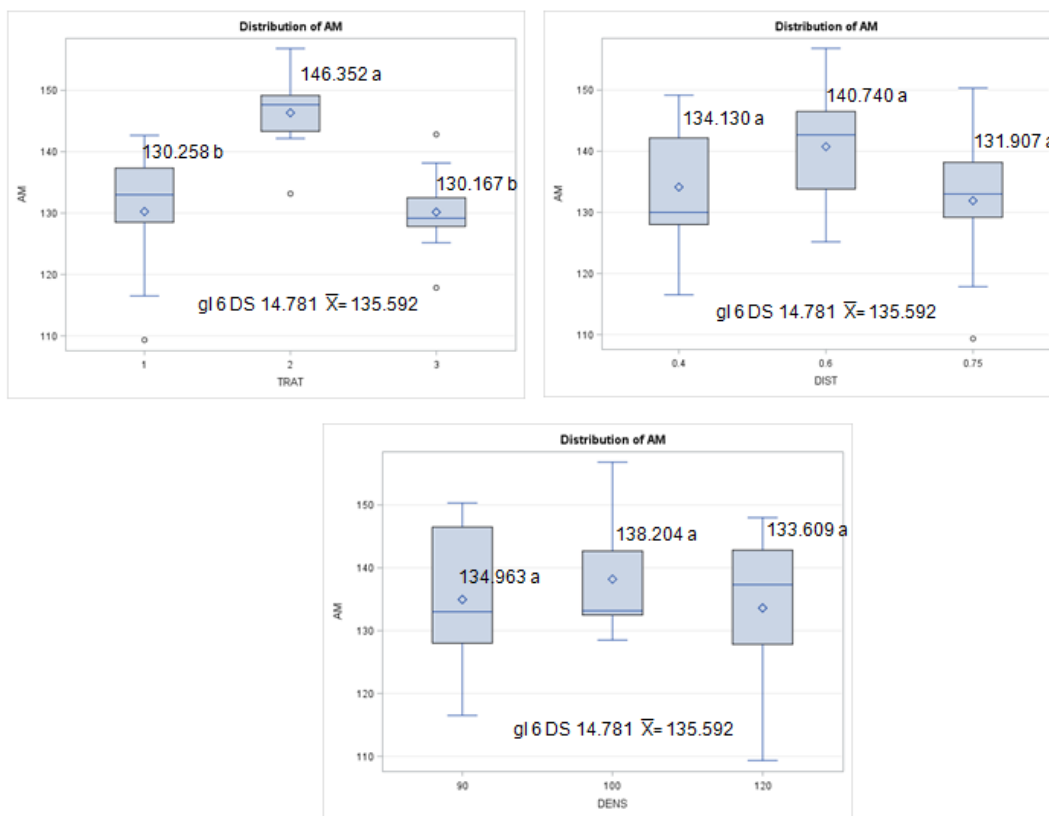 Distribution of AM
150
140
130
120
110
AM
146.352 a
130.258 b
130.167 b
gl 6 DS 14.781 X̅= 135.592
1
2
3
TRAT
Distribution of AM
150
140
130
120
110
AM
134.130 a
140.740 a
131.907 a
gl 6 DS 14.781 X̅= 135.592
0.4
0.6
0.75
DIST
Distribution of AM
150
140
130
120
110
AM
134.963 a
138.204 a
133.609 a
gl 6 DS 14.781 X̅= 135.592
90
100
120
DENS